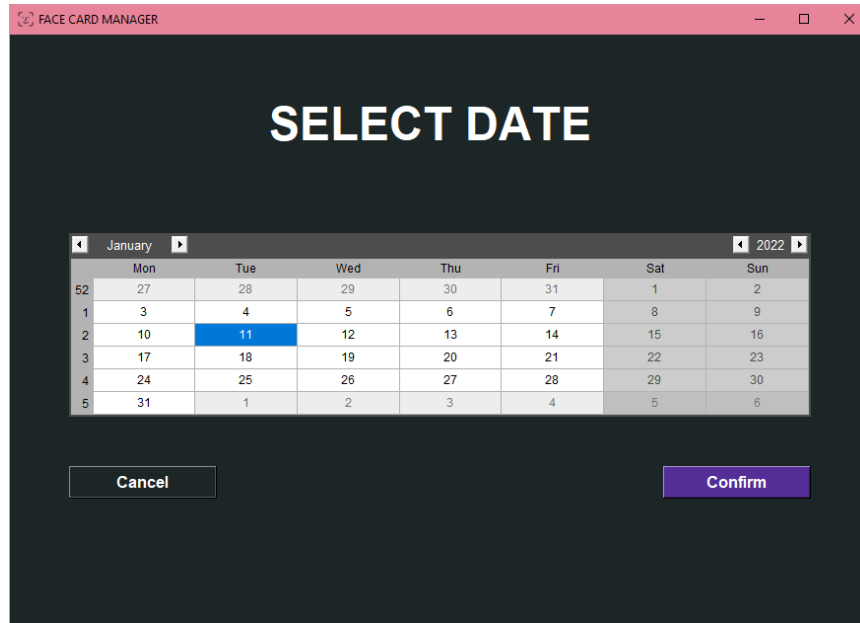 FACE CARD MANAGER
SELECT DATE
January 2022
Mon Tue Wed Thu Fri Sat Sun
52 27 28 29 30 31 1 2
1 3 4 5 6 7 8 9
2 10 11 12 13 14 15 16
3 17 18 19 20 21 22 23
4 24 25 26 27 28 29 30
5 31 1 2 3 4 5 6
Cancel Confirm